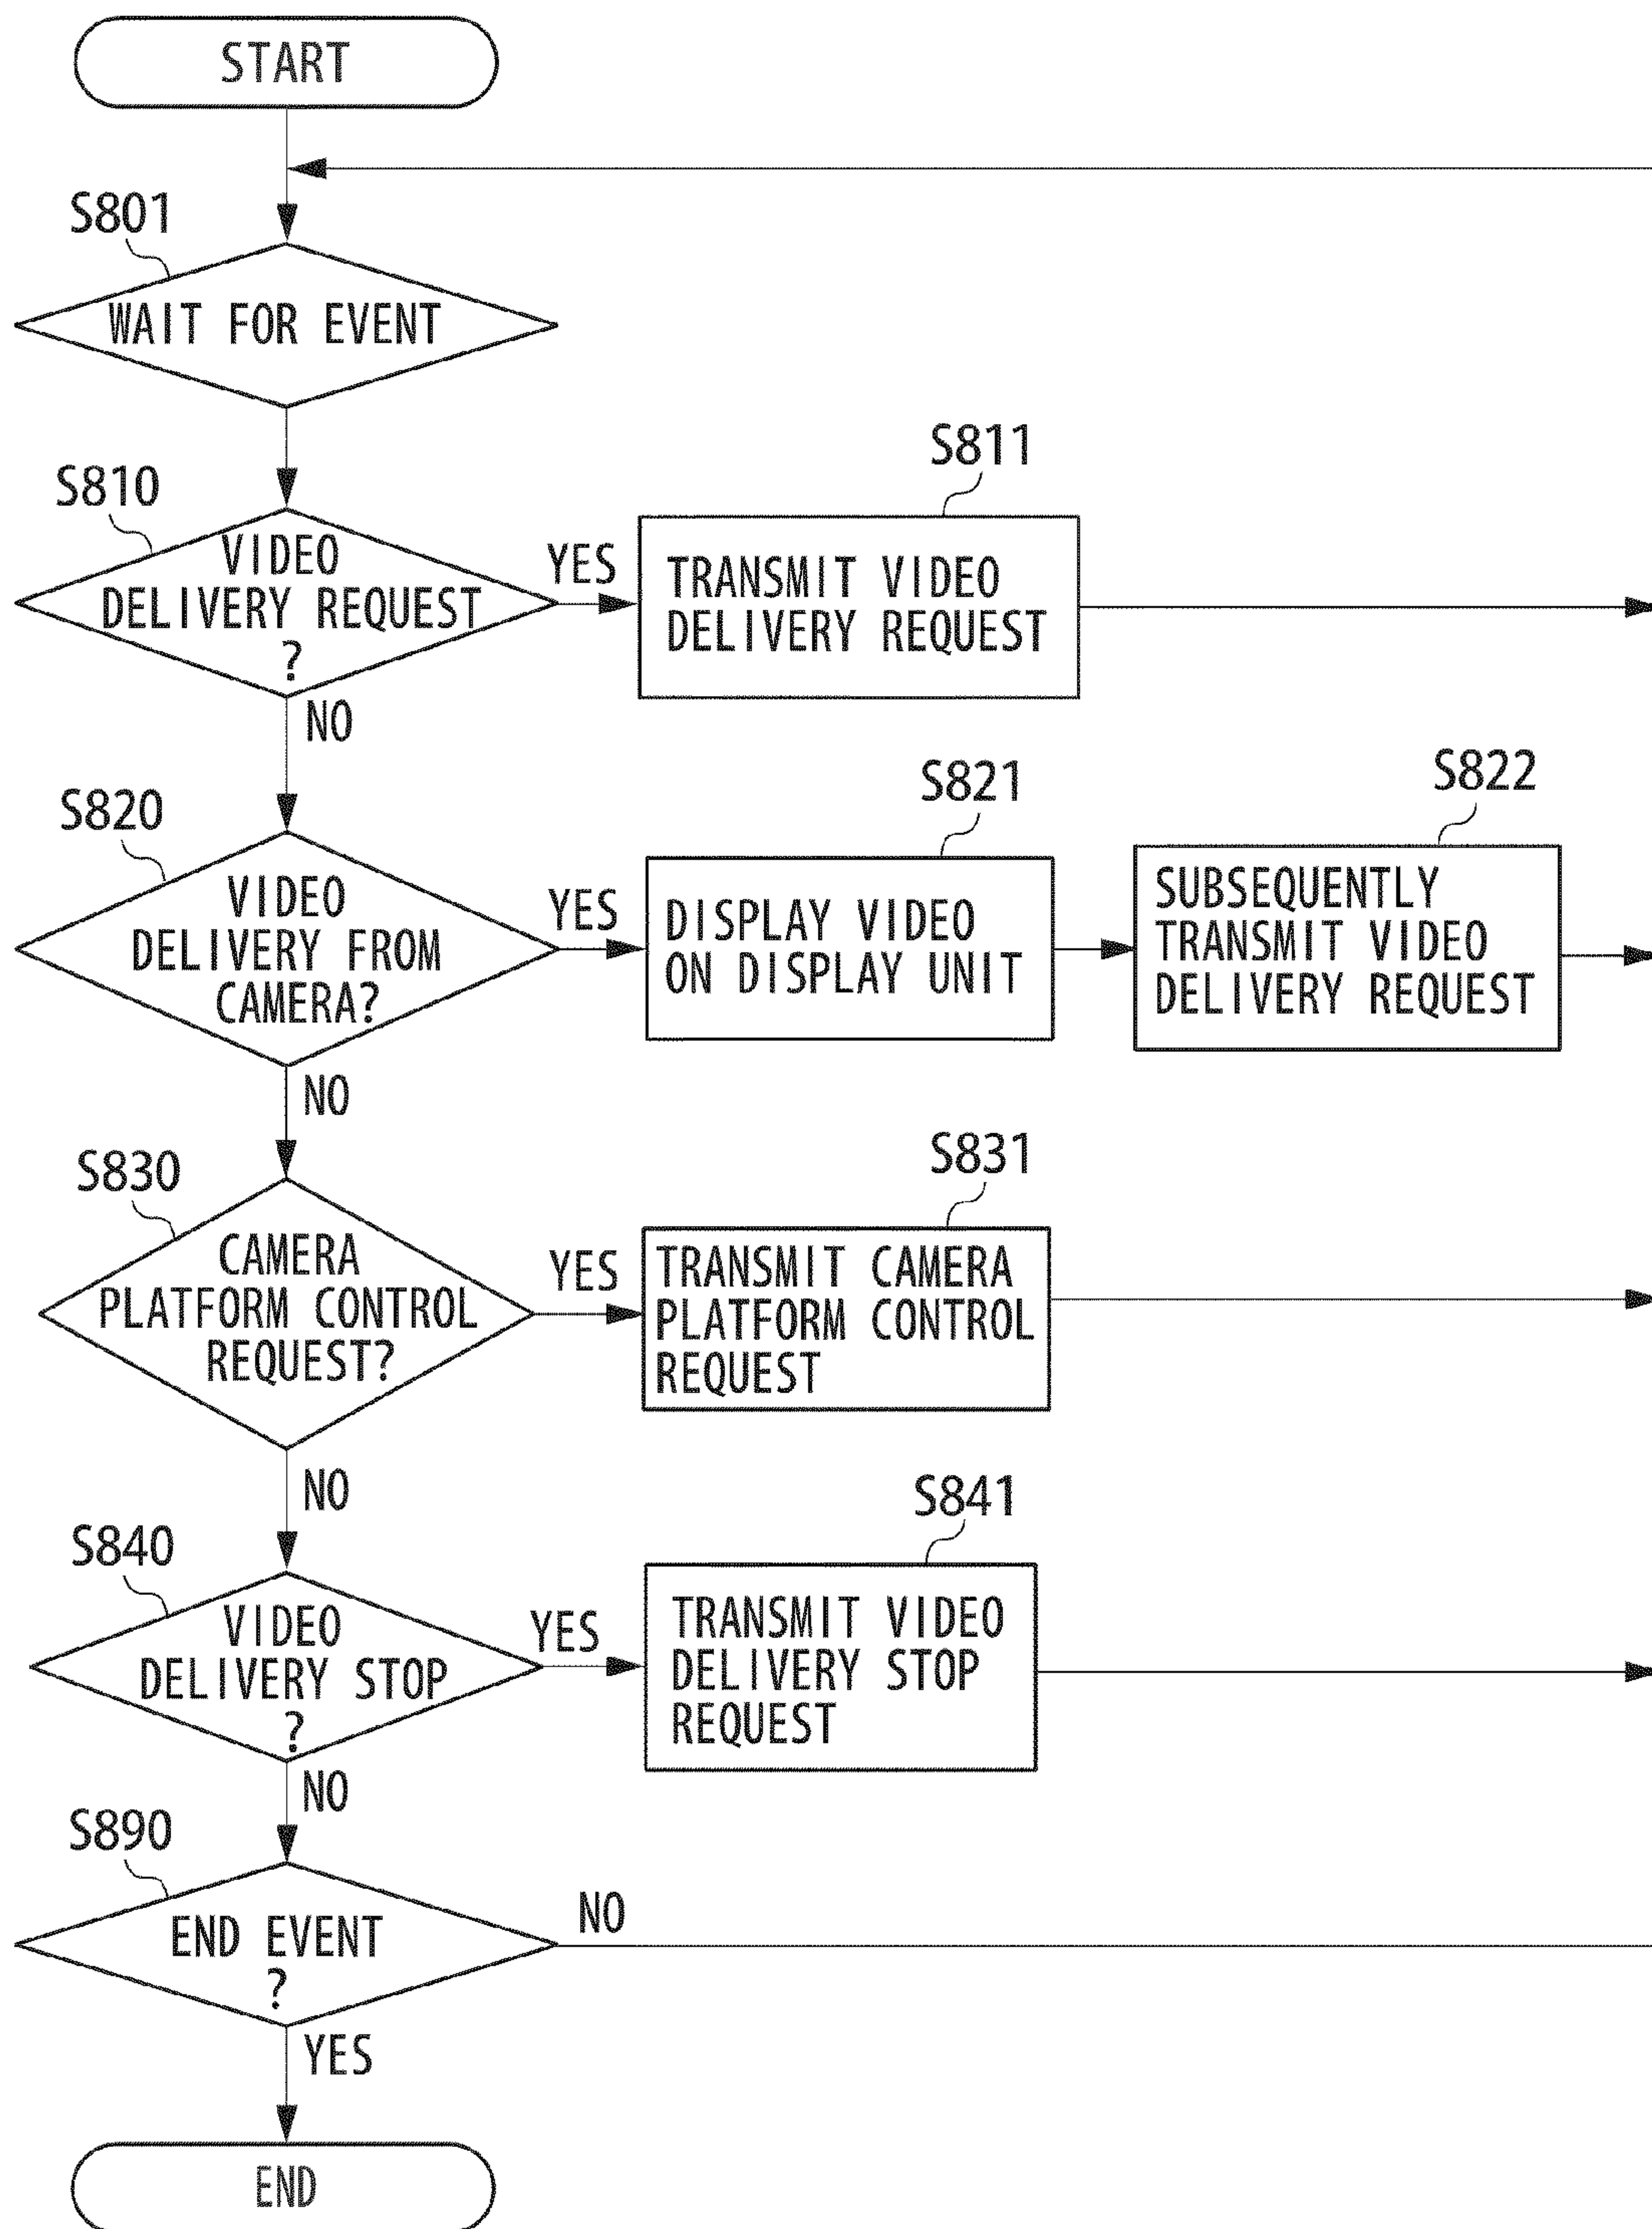 START
S801
WAIT FOR EVENT
S810
VIDEO
DELIVERY REQUEST
?
YES
NO
S811
TRANSMIT VIDEO
DELIVERY REQUEST
S820
VIDEO
DELIVERY FROM
CAMERA?
YES
NO
S821
DISPLAY VIDEO
ON DISPLAY UNIT
S822
SUBSEQUENTLY
TRANSMIT VIDEO
DELIVERY REQUEST
S830
CAMERA
PLATFORM CONTROL
REQUEST?
YES
NO
S831
TRANSMIT CAMERA
PLATFORM CONTROL
REQUEST
S840
VIDEO
DELIVERY STOP
?
YES
NO
S841
TRANSMIT VIDEO
DELIVERY STOP
REQUEST
S890
END EVENT
?
NO
YES
END